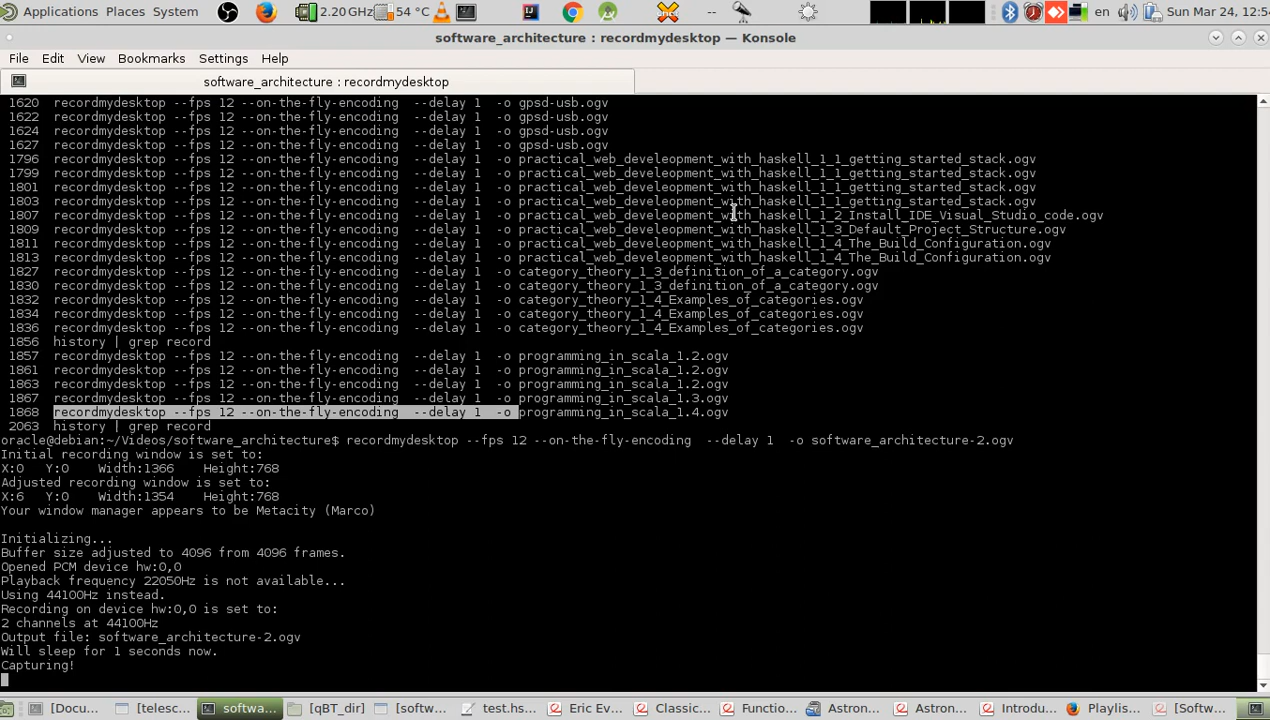 Applications Places System 2.20 GHz 54 °C -- en Sun Mar 24, 12:54
software_architecture : recordmydesktop — Konsole
File Edit View Bookmarks Settings Help
software_architecture : recordmydesktop
1620 recordmydesktop --fps 12 --on-the-fly-encoding --delay 1 -o gpsd-usb.ogv
1622 recordmydesktop --fps 12 --on-the-fly-encoding --delay 1 -o gpsd-usb.ogv
1624 recordmydesktop --fps 12 --on-the-fly-encoding --delay 1 -o gpsd-usb.ogv
1627 recordmydesktop --fps 12 --on-the-fly-encoding --delay 1 -o gpsd-usb.ogv
1796 recordmydesktop --fps 12 --on-the-fly-encoding --delay 1 -o practical_web_develeopment_with_haskell_1_1_getting_started_stack.ogv
1799 recordmydesktop --fps 12 --on-the-fly-encoding --delay 1 -o practical_web_develeopment_with_haskell_1_1_getting_started_stack.ogv
1801 recordmydesktop --fps 12 --on-the-fly-encoding --delay 1 -o practical_web_develeopment_with_haskell_1_1_getting_started_stack.ogv
1803 recordmydesktop --fps 12 --on-the-fly-encoding --delay 1 -o practical_web_develeopment_with_haskell_1_1_getting_started_stack.ogv
1807 recordmydesktop --fps 12 --on-the-fly-encoding --delay 1 -o practical_web_develeopment_with_haskell_1_2_Install_IDE_Visual_Studio_code.ogv
1809 recordmydesktop --fps 12 --on-the-fly-encoding --delay 1 -o practical_web_develeopment_with_haskell_1_3_Default_Project_Structure.ogv
1811 recordmydesktop --fps 12 --on-the-fly-encoding --delay 1 -o practical_web_develeopment_with_haskell_1_4_The_Build_Configuration.ogv
1813 recordmydesktop --fps 12 --on-the-fly-encoding --delay 1 -o practical_web_develeopment_with_haskell_1_4_The_Build_Configuration.ogv
1827 recordmydesktop --fps 12 --on-the-fly-encoding --delay 1 -o category_theory_1_3_definition_of_a_category.ogv
1830 recordmydesktop --fps 12 --on-the-fly-encoding --delay 1 -o category_theory_1_3_definition_of_a_category.ogv
1832 recordmydesktop --fps 12 --on-the-fly-encoding --delay 1 -o category_theory_1_4_Examples_of_categories.ogv
1834 recordmydesktop --fps 12 --on-the-fly-encoding --delay 1 -o category_theory_1_4_Examples_of_categories.ogv
1836 recordmydesktop --fps 12 --on-the-fly-encoding --delay 1 -o category_theory_1_4_Examples_of_categories.ogv
1856 history | grep record
1857 recordmydesktop --fps 12 --on-the-fly-encoding --delay 1 -o programming_in_scala_1.2.ogv
1861 recordmydesktop --fps 12 --on-the-fly-encoding --delay 1 -o programming_in_scala_1.2.ogv
1863 recordmydesktop --fps 12 --on-the-fly-encoding --delay 1 -o programming_in_scala_1.2.ogv
1867 recordmydesktop --fps 12 --on-the-fly-encoding --delay 1 -o programming_in_scala_1.3.ogv
1868 recordmydesktop --fps 12 --on-the-fly-encoding --delay 1 -o programming_in_scala_1.4.ogv
2063 history | grep record
oracle@debian:~/Videos/software_architecture$ recordmydesktop --fps 12 --on-the-fly-encoding --delay 1 -o software_architecture-2.ogv
Initial recording window is set to:
X:0 Y:0 Width:1366 Height:768
Adjusted recording window is set to:
X:6 Y:0 Width:1354 Height:768
Your window manager appears to be Metacity (Marco)
Initializing...
Buffer size adjusted to 4096 from 4096 frames.
Opened PCM device hw:0,0
Playback frequency 22050Hz is not available...
Using 44100Hz instead.
Recording on device hw:0,0 is set to:
2 channels at 44100Hz
Output file: software_architecture-2.ogv
Will sleep for 1 seconds now.
Capturing!
[Docu... [telesc... softwa... [qBT_dir] [softw... test.hs... Eric Ev... Classic... Functio... Astron... Astron... Introdu... Playlis... [Softw...